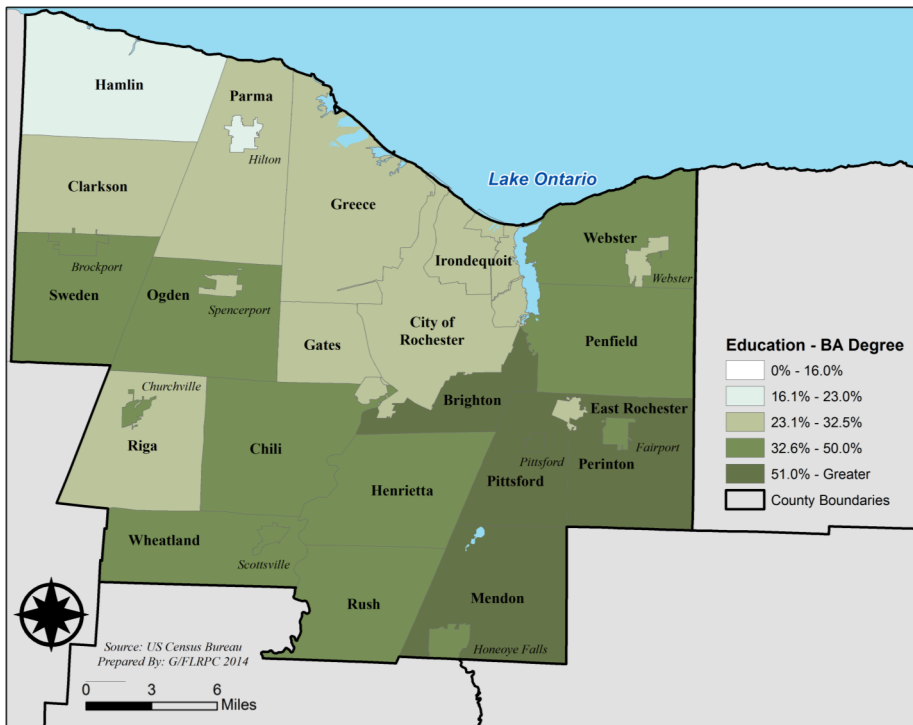 Hamlin
Parma
Hilton
Clarkson
Greece
Lake Ontario
Webster
Webster
Irondequoit
Brockport
Sweden
Ogden
Spencerport
City of
Rochester
Gates
Penfield
Education - BA Degree
0% - 16.0%
16.1% - 23.0%
23.1% - 32.5%
32.6% - 50.0%
51.0% - Greater
County Boundaries
Churchville
Riga
Chili
Brighton
East Rochester
Fairport
Pittsford
Perinton
Pittsford
Henrietta
Wheatland
Scottsville
Rush
Mendon
Honeoye Falls
Source: US Census Bureau
Prepared By: G/FLRPC 2014
0 3 6
Miles